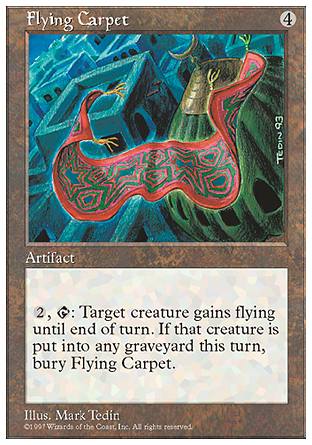 Flying Carpet 4
TEDIN 93
Artifact
2, : Target creature gains flying
until end of turn. If that creature is
put into any graveyard this turn,
bury Flying Carpet.
Illus. Mark Tedin
©1997 Wizards of the Coast, Inc. All rights reserved.